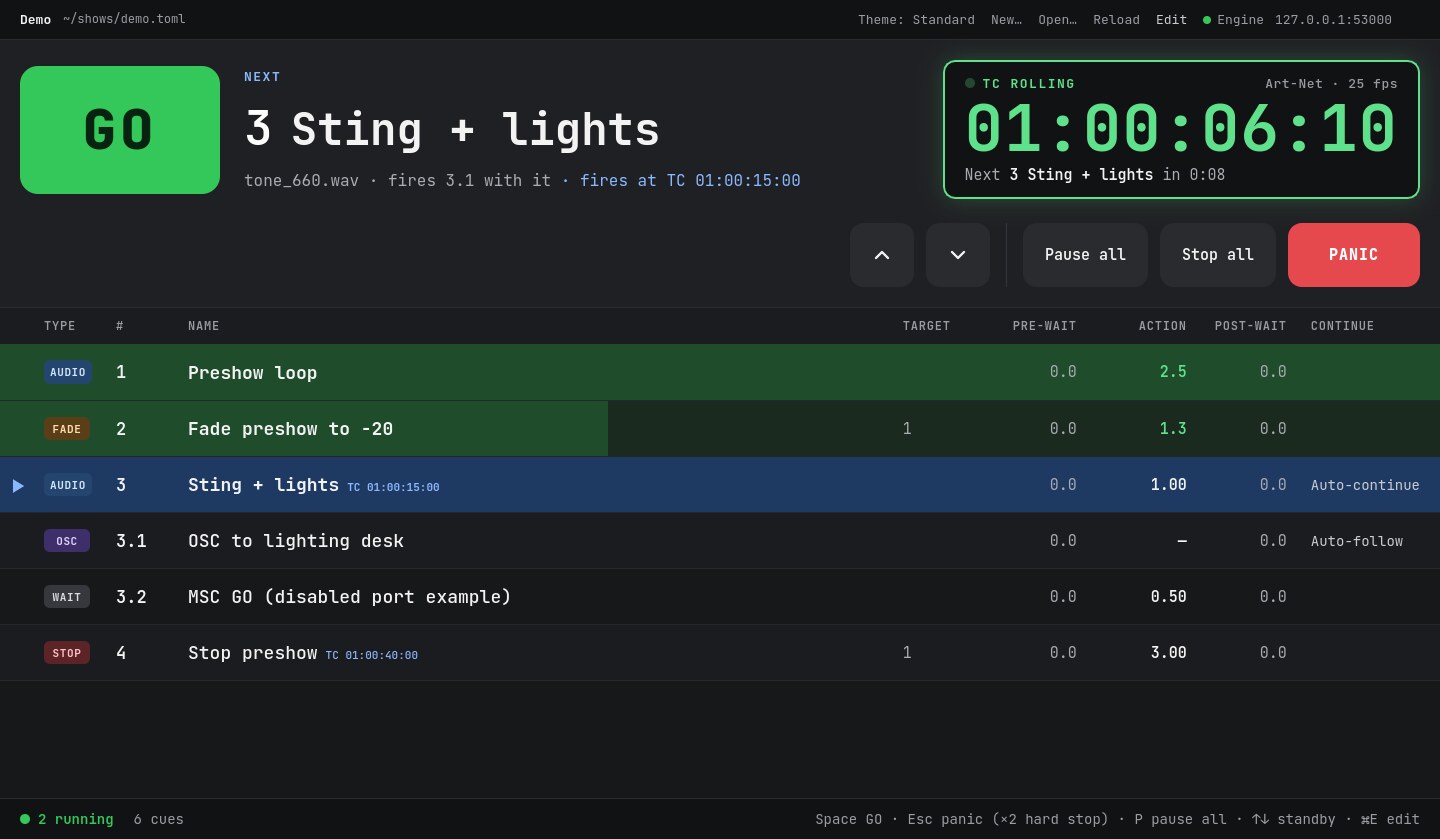 Demo ~/shows/demo.toml Theme: Standard New… Open… Reload Edit Engine 127.0.0.1:53000
GO
NEXT
3 Sting + lights
tone_660.wav · fires 3.1 with it · fires at TC 01:00:15:00
TC ROLLING Art-Net · 25 fps
01:00:06:10
Next 3 Sting + lights in 0:08
Pause all Stop all PANIC
TYPE # NAME TARGET PRE-WAIT ACTION POST-WAIT CONTINUE
AUDIO 1 Preshow loop 0.0 2.5 0.0
FADE 2 Fade preshow to -20 1 0.0 1.3 0.0
AUDIO 3 Sting + lights TC 01:00:15:00 0.0 1.00 0.0 Auto-continue
OSC 3.1 OSC to lighting desk 0.0 — 0.0 Auto-follow
WAIT 3.2 MSC GO (disabled port example) 0.0 0.50 0.0
STOP 4 Stop preshow TC 01:00:40:00 1 0.0 3.00 0.0
2 running 6 cues Space GO · Esc panic (×2 hard stop) · P pause all · ↑↓ standby · ⌘E edit